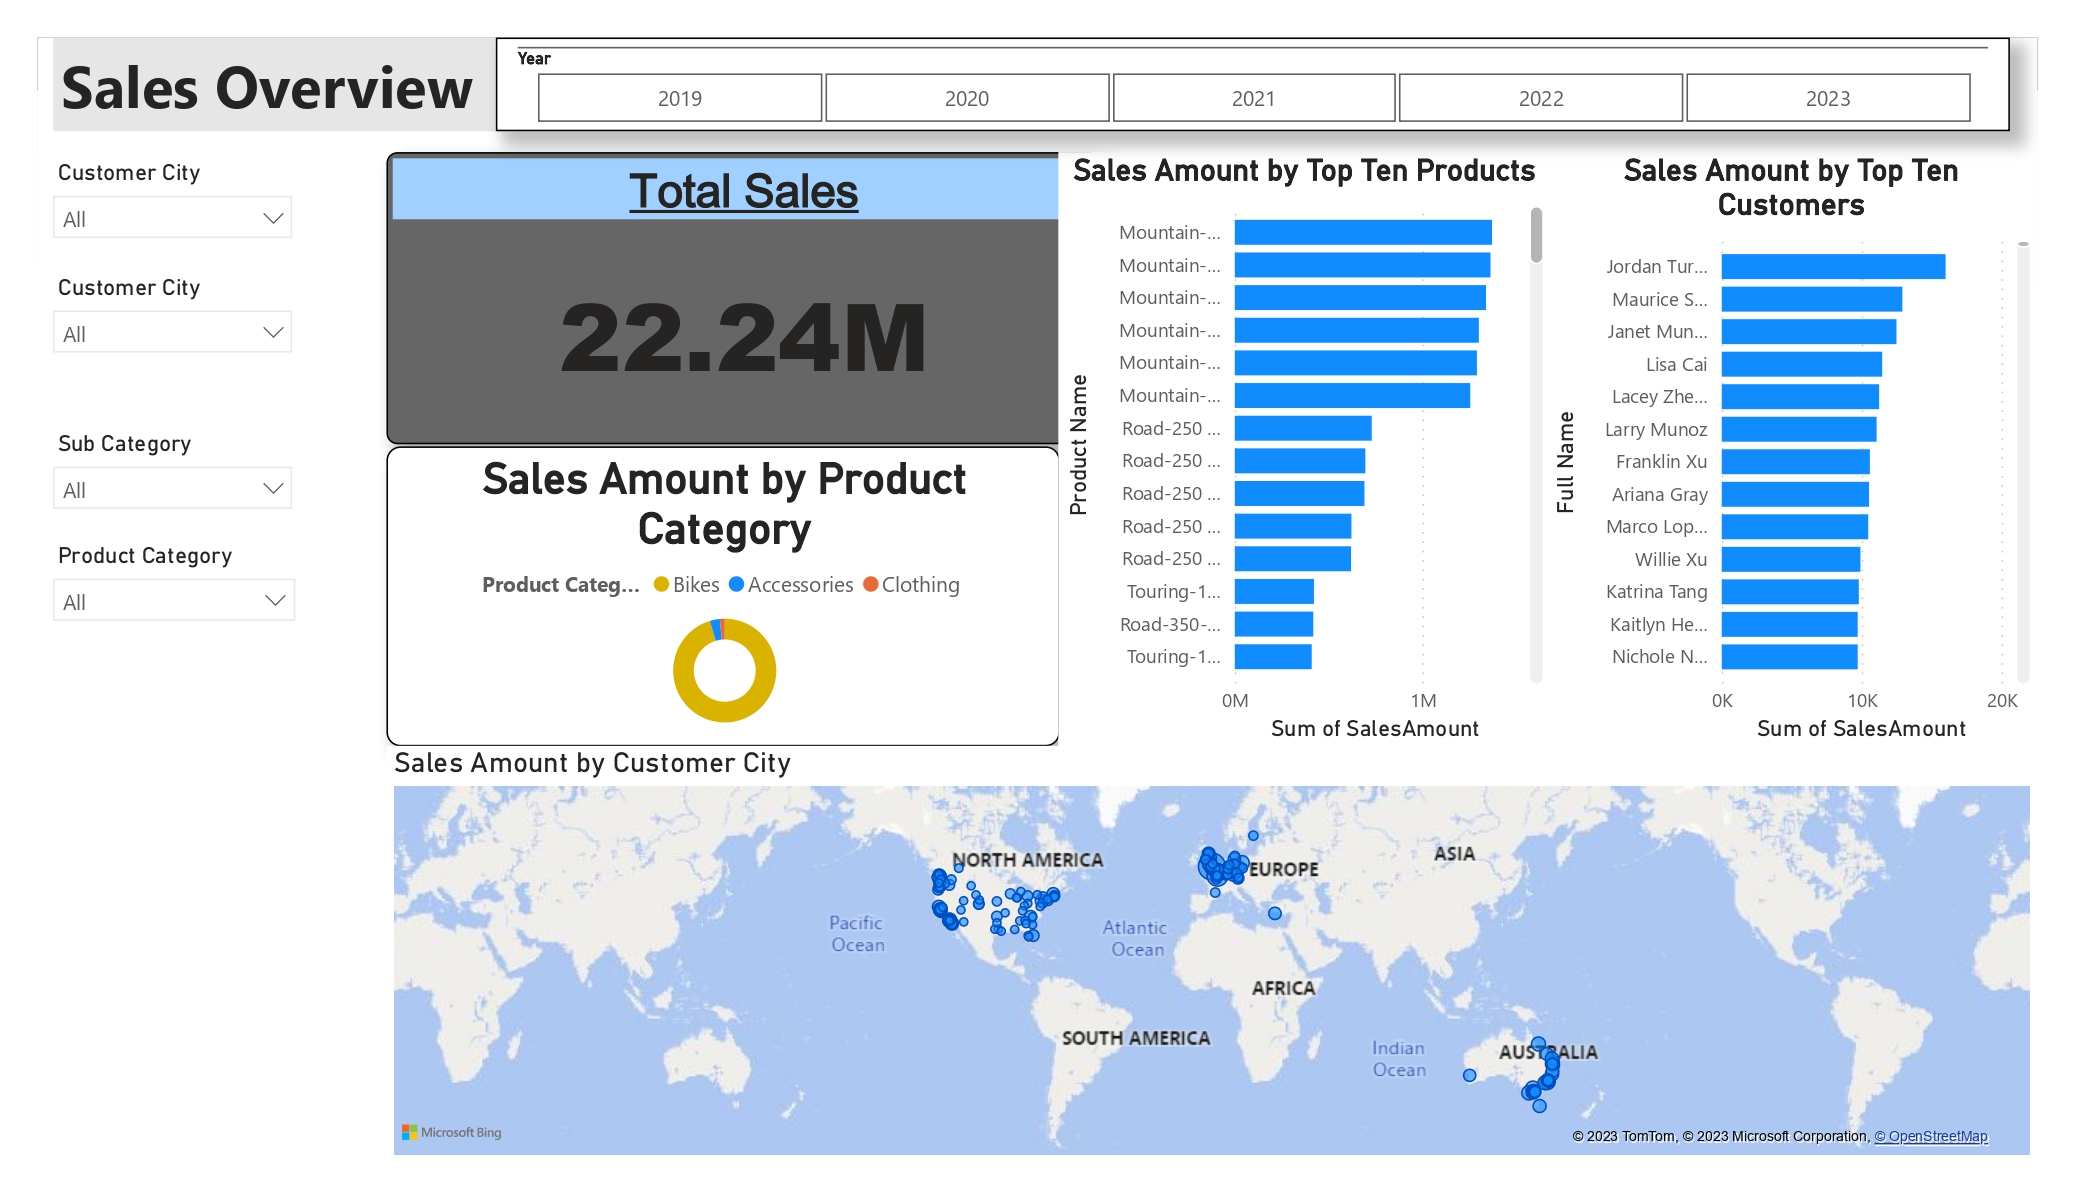 Sales Overview
Year
2019
2020
2021
2022
2023
Customer City
All
Customer City
All
Sub Category
All
Product Category
All
Total Sales
22.24M
Sales Amount by Product
Category
Product Categ...
Bikes
Accessories
Clothing
Sales Amount by Top Ten Products
Product Name
Mountain-...
Mountain-...
Mountain-...
Mountain-...
Mountain-...
Mountain-...
Road-250 ...
Road-250 ...
Road-250 ...
Road-250 ...
Road-250 ...
Touring-1...
Road-350-...
Touring-1...
0M
1M
Sum of SalesAmount
Sales Amount by Top Ten
Customers
Full Name
Jordan Tur...
Maurice S...
Janet Mun...
Lisa Cai
Lacey Zhe...
Larry Munoz
Franklin Xu
Ariana Gray
Marco Lop...
Willie Xu
Katrina Tang
Kaitlyn He...
Nichole N...
0K
10K
20K
Sum of SalesAmount
Sales Amount by Customer City
NORTH AMERICA
EUROPE
ASIA
Pacific
Ocean
Atlantic
Ocean
AFRICA
SOUTH AMERICA
Indian
Ocean
AUSTRALIA
Microsoft Bing
© 2023 TomTom, © 2023 Microsoft Corporation, © OpenStreetMap